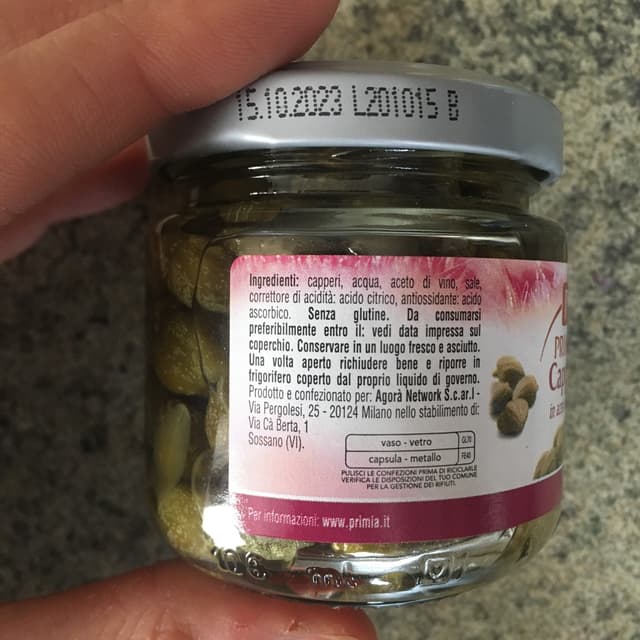 15.10.2023 L201015 B
Ingredienti: capperi, acqua, aceto di vino, sale,
correttore di acidità: acido citrico, antiossidante: acido
ascorbico. Senza glutine. Da consumarsi
preferibilmente entro il: vedi data impressa sul
coperchio. Conservare in un luogo fresco e asciutto.
Una volta aperto richiudere bene e riporre in
frigorifero coperto dal proprio liquido di governo.
Prodotto e confezionato per: Agorà Network S.c.ar.l -
Via Pergolesi, 25 - 20124 Milano nello stabilimento di:
Via Cà Berta, 1
Sossano (VI).
vaso - vetro GL70
capsula - metallo FE40
PULISCI LE CONFEZIONI PRIMA DI RICICLARLE
VERIFICA LE DISPOSIZIONI DEL TUO COMUNE
PER LA GESTIONE DEI RIFIUTI.
Per informazioni: www.primia.it